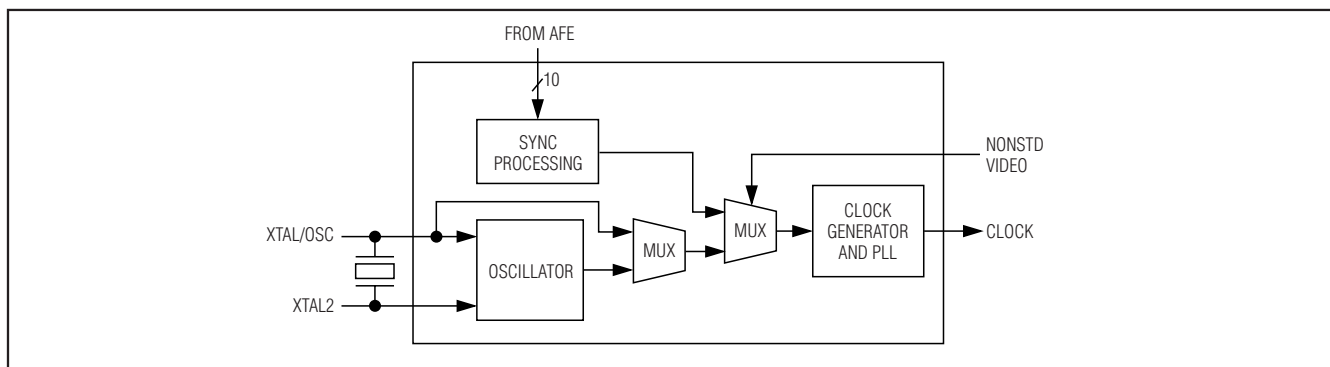 FROM AFE
10
SYNC
PROCESSING
NONSTD
VIDEO
CLOCK
GENERATOR
AND PLL
XTAL/OSC
OSCILLATOR
MUX
MUX
CLOCK
XTAL2